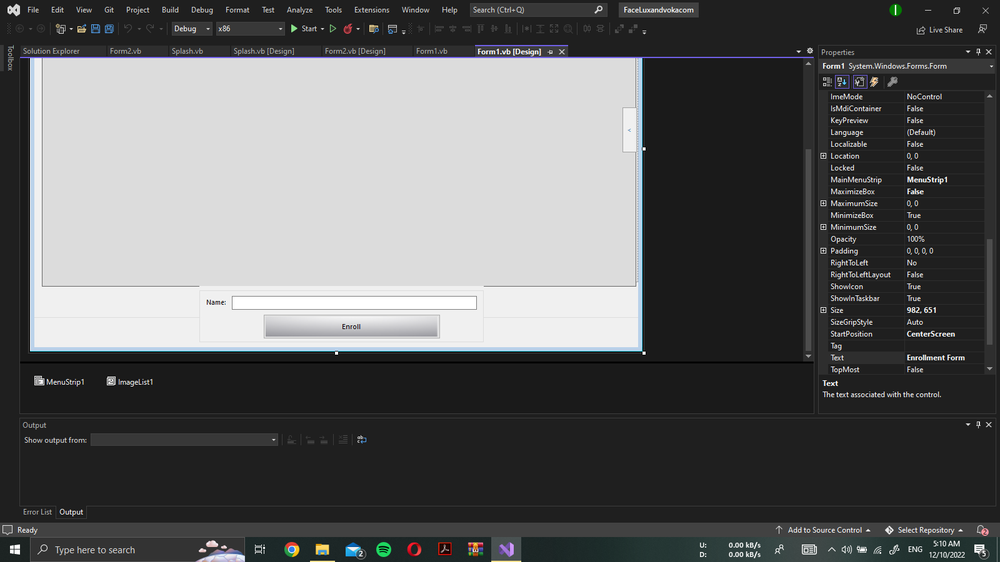 File Edit View Git Project Build Debug Format Test Analyze Tools Extensions Window Help Search (Ctrl+Q) FaceLuxandvokacom
Debug x86 Start Live Share
Toolbox
Solution Explorer Form2.vb Splash.vb Splash.vb [Design] Form2.vb [Design] Form1.vb Form1.vb [Design]
<
Name:
Enroll
MenuStrip1 ImageList1
Properties
Form1 System.Windows.Forms.Form
ImeMode NoControl
IsMdiContainer False
KeyPreview False
Language (Default)
Localizable False
Location 0, 0
Locked False
MainMenuStrip MenuStrip1
MaximizeBox False
MaximumSize 0, 0
MinimizeBox True
MinimumSize 0, 0
Opacity 100%
Padding 0, 0, 0, 0
RightToLeft No
RightToLeftLayout False
ShowIcon True
ShowInTaskbar True
Size 982, 651
SizeGripStyle Auto
StartPosition CenterScreen
Tag
Text Enrollment Form
TopMost False
Text
The text associated with the control.
Output
Show output from:
Error List Output
Ready Add to Source Control Select Repository 2
Type here to search 2 U: 0.00 kB/s D: 0.00 kB/s ENG 5:10 AM 12/10/2022 5